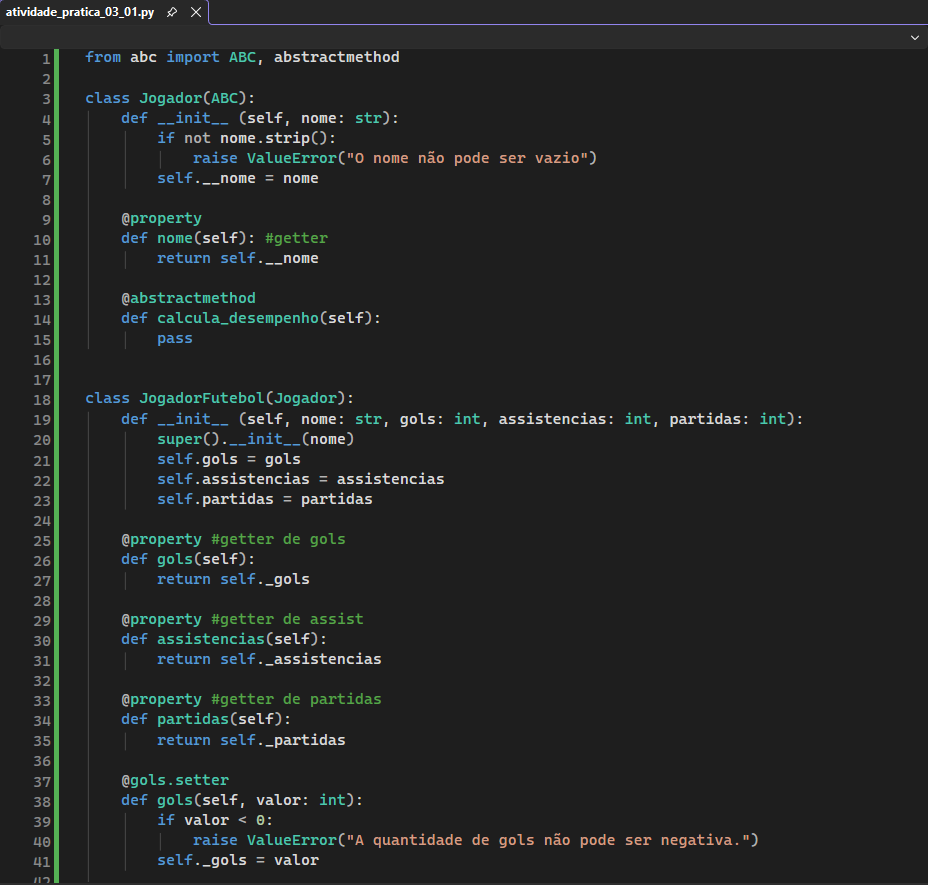 atividade_pratica_03_01.py
1 from abc import ABC, abstractmethod
2
3 class Jogador(ABC):
4 def __init__ (self, nome: str):
5 if not nome.strip():
6 raise ValueError("O nome não pode ser vazio")
7 self.__nome = nome
8
9 @property
10 def nome(self): #getter
11 return self.__nome
12
13 @abstractmethod
14 def calcula_desempenho(self):
15 pass
16
17
18 class JogadorFutebol(Jogador):
19 def __init__ (self, nome: str, gols: int, assistencias: int, partidas: int):
20 super().__init__(nome)
21 self.gols = gols
22 self.assistencias = assistencias
23 self.partidas = partidas
24
25 @property #getter de gols
26 def gols(self):
27 return self._gols
28
29 @property #getter de assist
30 def assistencias(self):
31 return self._assistencias
32
33 @property #getter de partidas
34 def partidas(self):
35 return self._partidas
36
37 @gols.setter
38 def gols(self, valor: int):
39 if valor < 0:
40 raise ValueError("A quantidade de gols não pode ser negativa.")
41 self._gols = valor
42